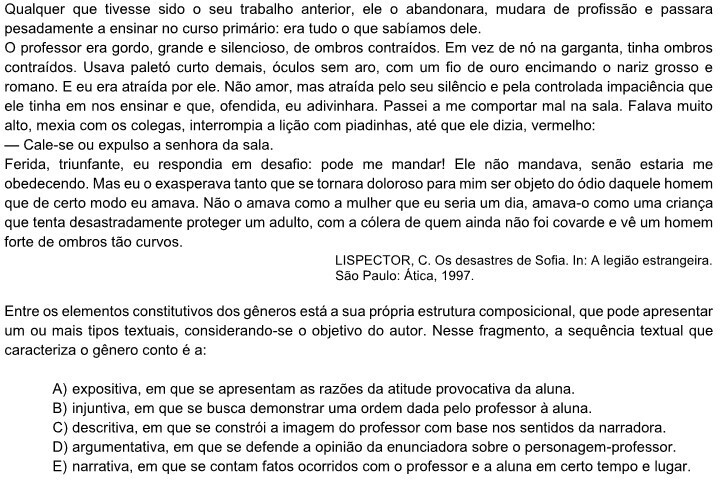 Qualquer que tivesse sido o seu trabalho anterior, ele o abandonara, mudara de profissão e passara
pesadamente a ensinar no curso primário: era tudo o que sabíamos dele.
O professor era gordo, grande e silencioso, de ombros contraídos. Em vez de nó na garganta, tinha ombros
contraídos. Usava paletó curto demais, óculos sem aro, com um fio de ouro encimando o nariz grosso e
romano. E eu era atraída por ele. Não amor, mas atraída pelo seu silêncio e pela controlada impaciência que
ele tinha em nos ensinar e que, ofendida, eu adivinhara. Passei a me comportar mal na sala. Falava muito
alto, mexia com os colegas, interrompia a lição com piadinhas, até que ele dizia, vermelho:
— Cale-se ou expulso a senhora da sala.
Ferida, triunfante, eu respondia em desafio: pode me mandar! Ele não mandava, senão estaria me
obedecendo. Mas eu o exasperava tanto que se tornara doloroso para mim ser objeto do ódio daquele homem
que de certo modo eu amava. Não o amava como a mulher que eu seria um dia, amava-o como uma criança
que tenta desastradamente proteger um adulto, com a cólera de quem ainda não foi covarde e vê um homem
forte de ombros tão curvos.
LISPECTOR, C. Os desastres de Sofia. In: A legião estrangeira.
São Paulo: Ática, 1997.
Entre os elementos constitutivos dos gêneros está a sua própria estrutura composicional, que pode apresentar
um ou mais tipos textuais, considerando-se o objetivo do autor. Nesse fragmento, a sequência textual que
caracteriza o gênero conto é a:
A) expositiva, em que se apresentam as razões da atitude provocativa da aluna.
B) injuntiva, em que se busca demonstrar uma ordem dada pelo professor à aluna.
C) descritiva, em que se constrói a imagem do professor com base nos sentidos da narradora.
D) argumentativa, em que se defende a opinião da enunciadora sobre o personagem-professor.
E) narrativa, em que se contam fatos ocorridos com o professor e a aluna em certo tempo e lugar.